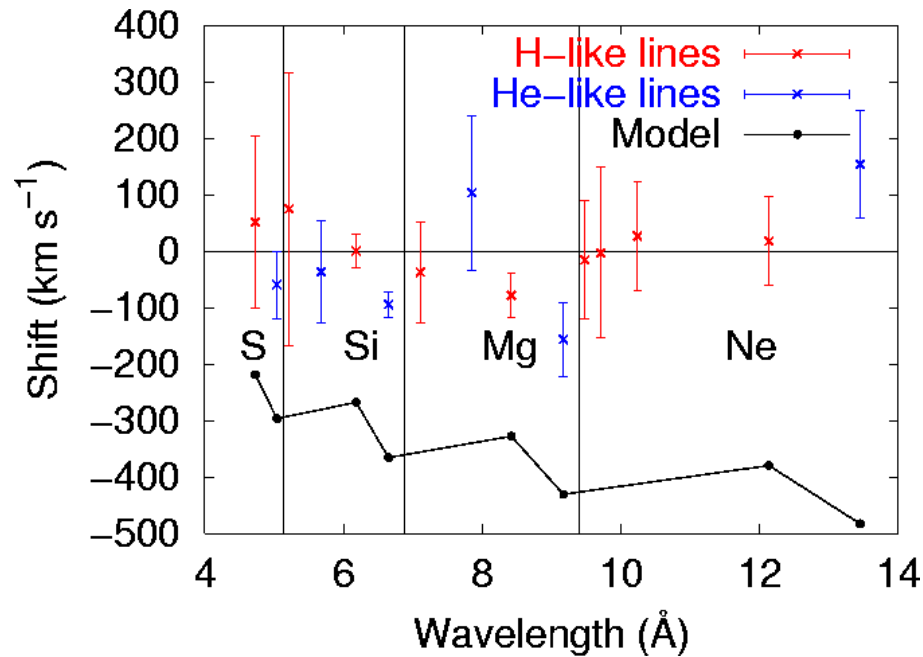 400
300
200
100
0
−100
−200
−300
−400
−500
Shift (km s⁻¹)
H−like lines
He−like lines
Model
S
Si
Mg
Ne
4
6
8
10
12
14
Wavelength (Å)